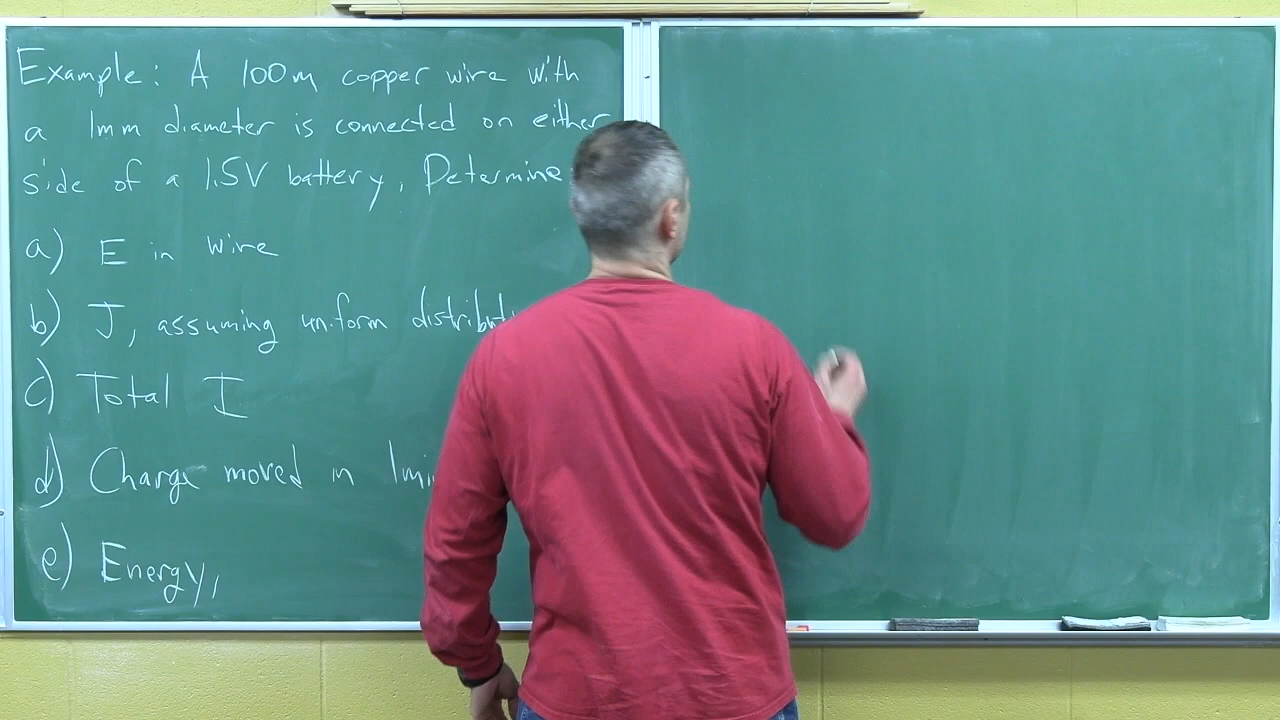 Example: A 100m copper wire with
a 1mm diameter is connected on either
side of a 1.5V battery, Determine:
a) E in wire
b) J, assuming uniform
c) Total I
d) Charge moved in
e) Energy,